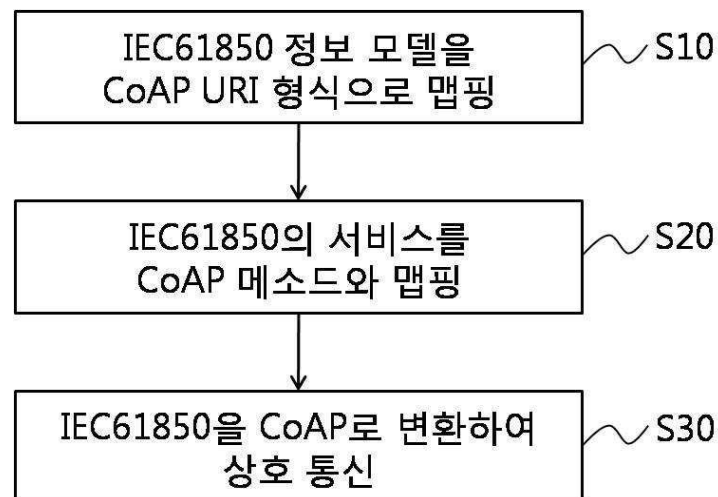 IEC61850 정보 모델을
CoAP URI 형식으로 맵핑
S10
IEC61850의 서비스를
CoAP 메소드와 맵핑
S20
IEC61850을 CoAP로 변환하여
상호 통신
S30